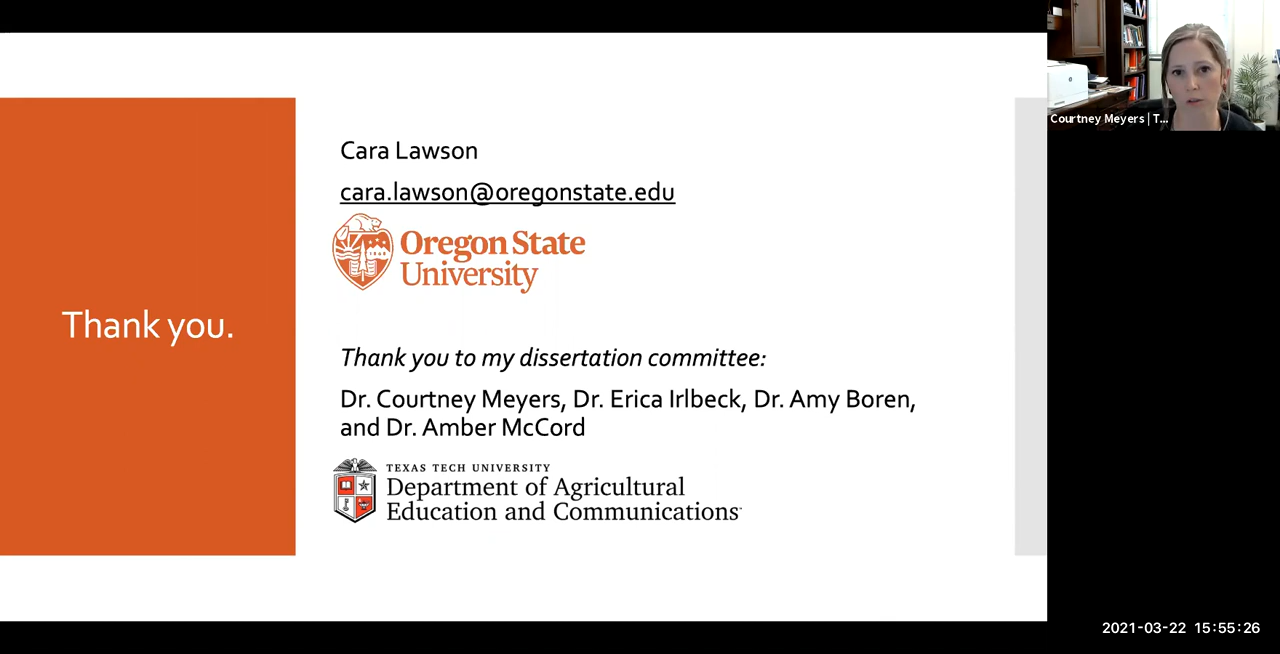 Cara Lawson
cara.lawson@oregonstate.edu
Oregon State
University
Thank you.
Thank you to my dissertation committee:
Dr. Courtney Meyers, Dr. Erica Irlbeck, Dr. Amy Boren,
and Dr. Amber McCord
TEXAS TECH UNIVERSITY
Department of Agricultural
Education and Communications
Courtney Meyers | T...
2021-03-22 15:55:26